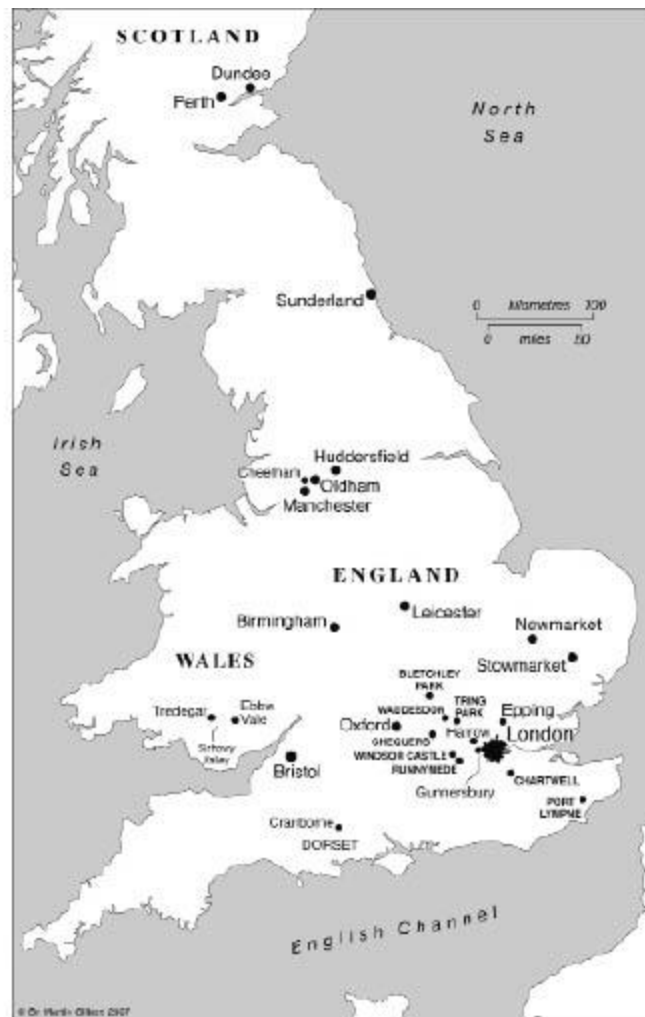 SCOTLAND
Dundee
Perth
North
Sea
Sunderland
0 kilometres 100
0 miles 50
Irish
Sea
Huddersfield
Cheetham
Oldham
Manchester
ENGLAND
Leicester
Birmingham
Newmarket
WALES
Stowmarket
BLETCHLEY
PARK
Tredegar
Ebbw
Vale
WADDESDON
TRING
PARK
Epping
Oxford
Harrow
London
Sirhowy
Valley
CHEQUERS
Bristol
WINDSOR CASTLE
RUNNYMEDE
CHARTWELL
Gunnersbury
PORT
LYMPNE
Cranborne
DORSET
English Channel
© Dr Martin Gilbert 2007